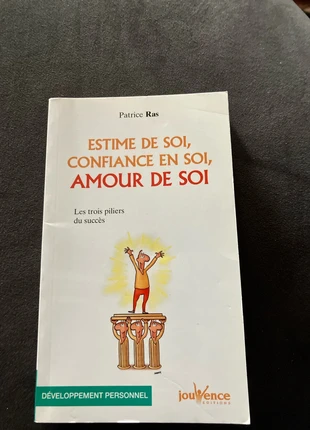 Patrice Ras
ESTIME DE SOI,
CONFIANCE EN SOI,
AMOUR DE SOI
Les trois piliers
du succès
DÉVELOPPEMENT PERSONNEL
jouVence
EDITIONS